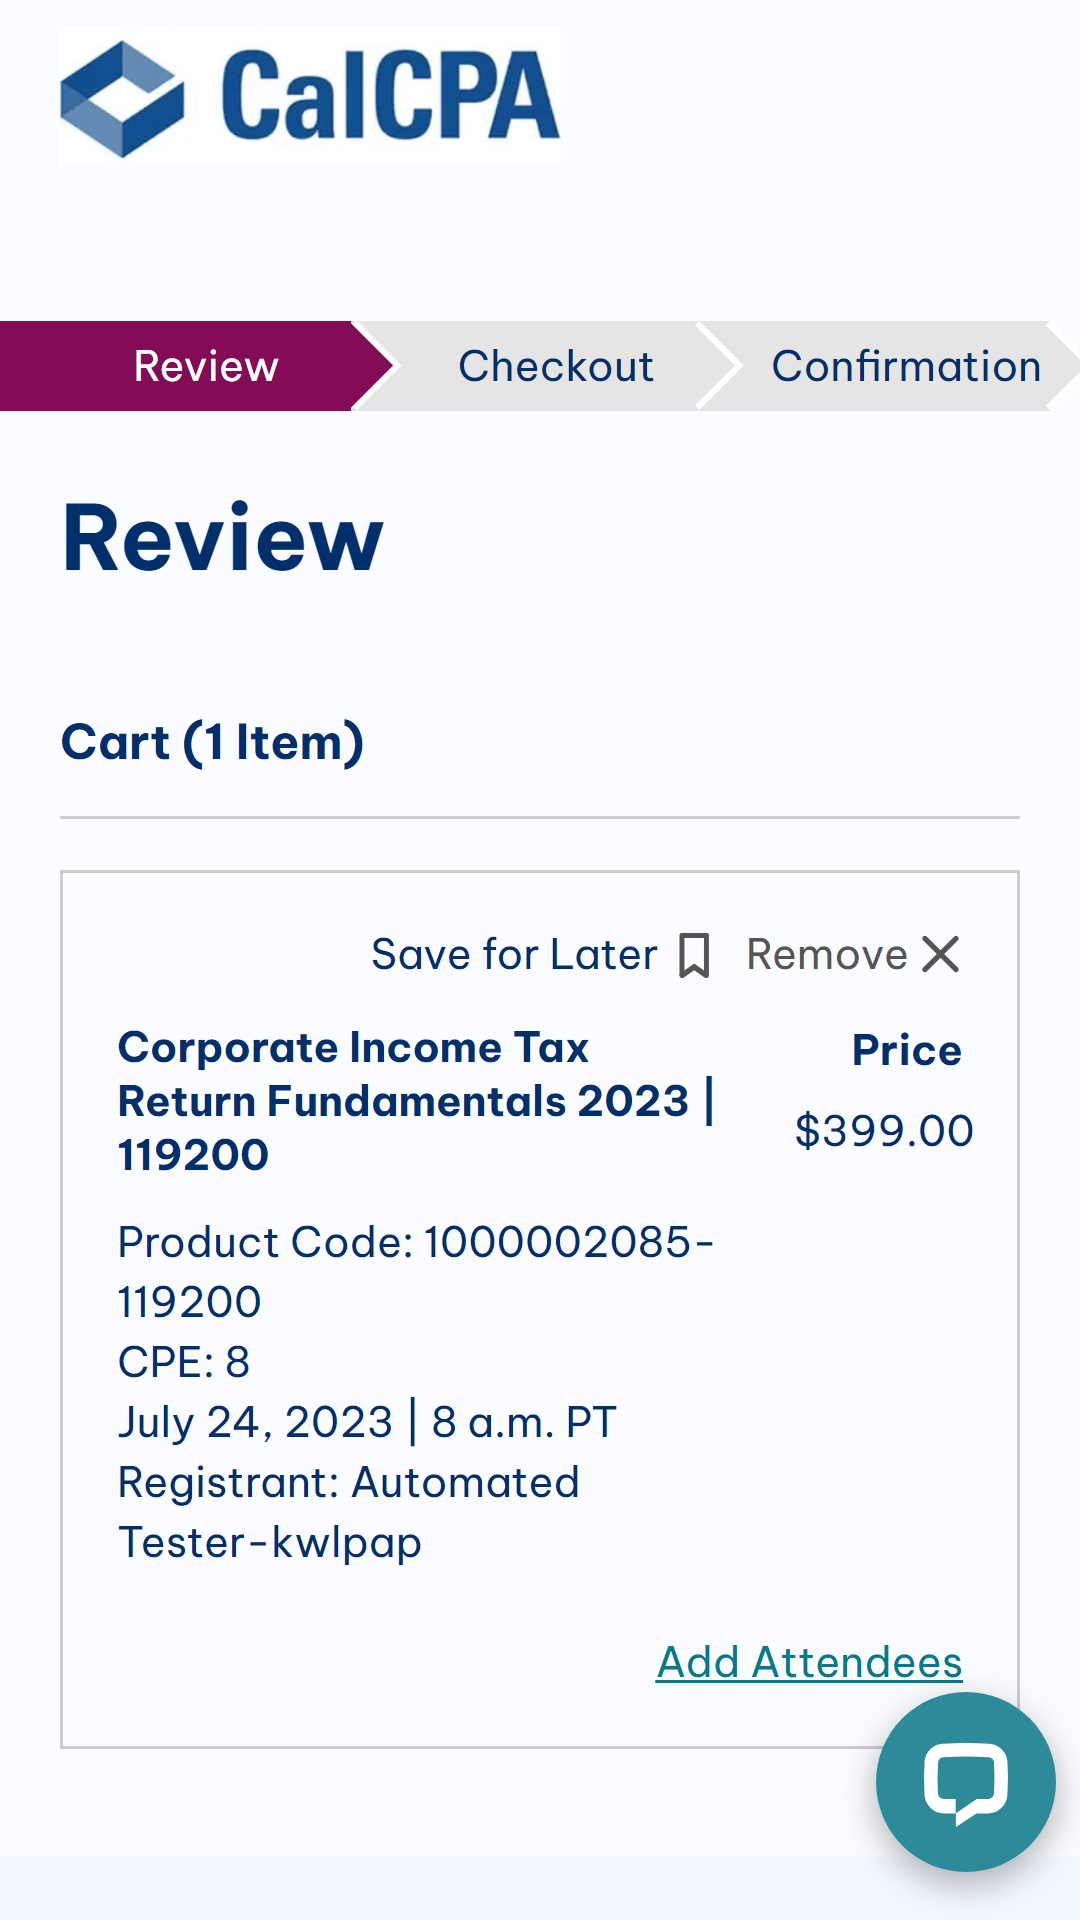 CalCPA
Review
Checkout
Confirmation
Review
Cart (1 Item)
Save for Later
Remove
Corporate Income Tax
Return Fundamentals 2023 |
119200
Price
$399.00
Product Code: 1000002085-
119200
CPE: 8
July 24, 2023 | 8 a.m. PT
Registrant: Automated
Tester-kwlpap
Add Attendees